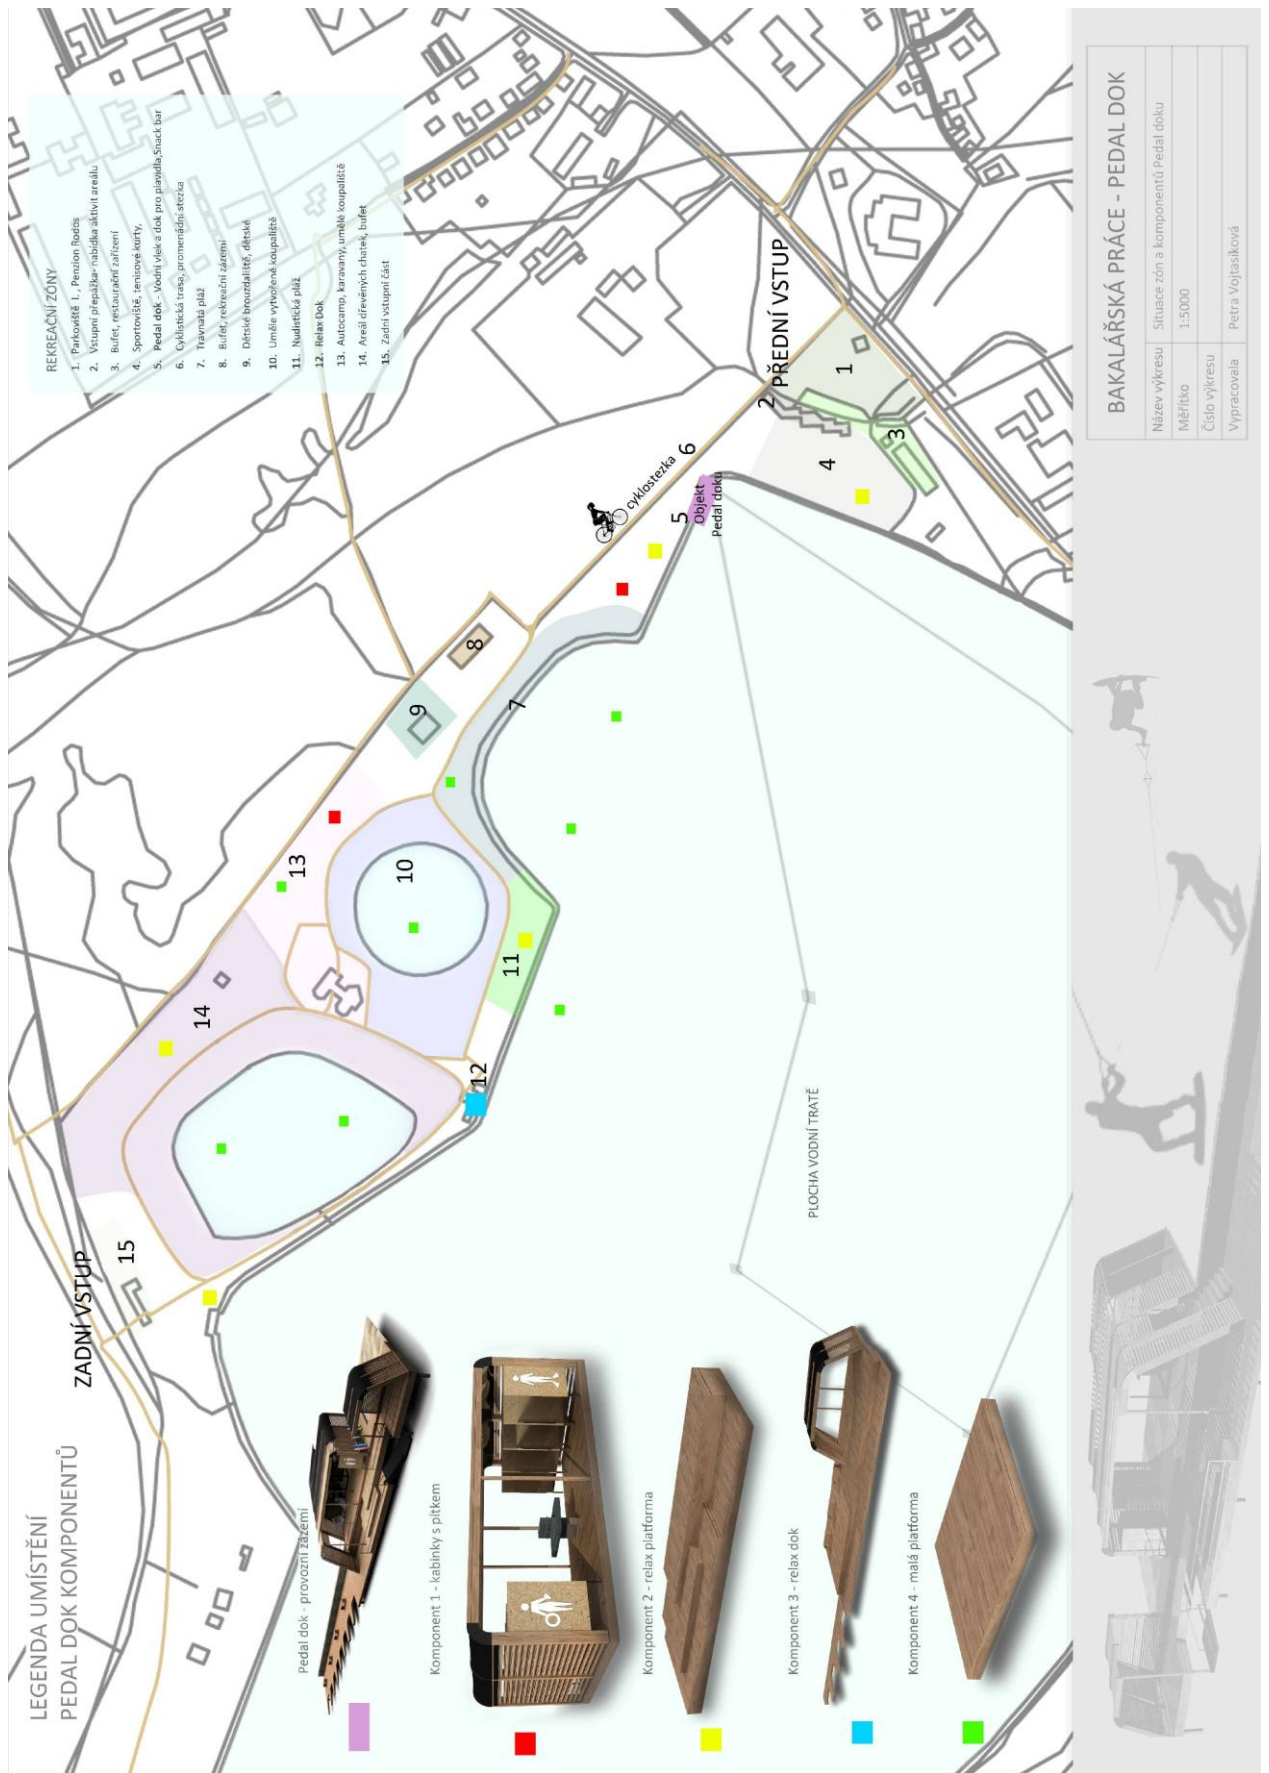 REKREAČNÍ ZÓNY
1. Parkoviště I. , Penzion Rodos
2. Vstupní přepážka- nabídka aktivit areálu
3. Bufet, restaurační zařízení
4. Sportoviště, tenisové kurty,
5. Pedal dok - Vodní vlek a dok pro plavidla,Snack bar
6. Cyklistická trasa, promenádní stezka
7. Travnatá pláž
8. Bufet, rekreační zázemí
9. Dětské brouzdaliště, dětské
10. Uměle vytvořené koupaliště
11. Nudistická pláž
12. Relax Dok
13. Autocamp, karavany, umělé koupaliště
14. Areál dřevěných chatek, bufet
15. Zadní vstupní část
ZADNÍ VSTUP
15
14
13
12
11
10
9
8
7
cyklostezka
6
5
Objekt
Pedal doku
4
3
2
PŘEDNÍ VSTUP
1
PLOCHA VODNÍ TRATĚ
LEGENDA UMÍSTĚNÍ
PEDAL DOK KOMPONENTŮ
Pedal dok - provozní zázemí
Komponent 1 - kabinky s pítkem
Komponent 2 - relax platforma
Komponent 3 - relax dok
Komponent 4 - malá platforma
BAKALÁŘSKÁ PRÁCE - PEDAL DOK
Název výkresu Situace zón a komponentů Pedal doku
Měřítko 1:5000
Číslo výkresu
Vypracovala Petra Vojtasíková